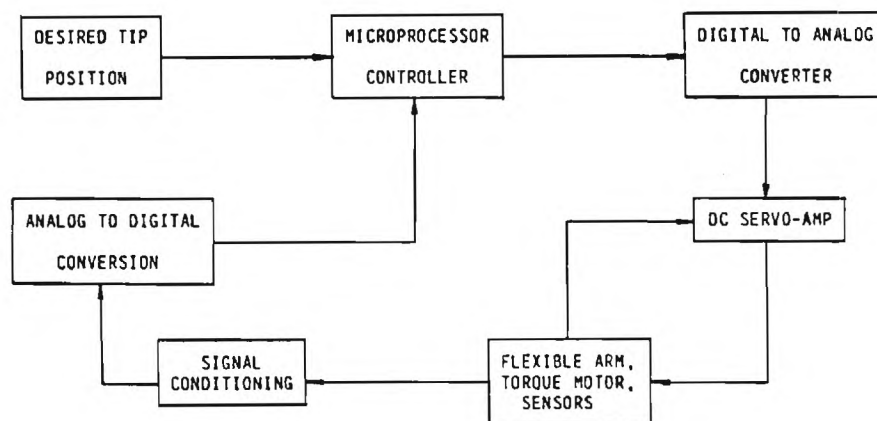 DESIRED TIP
POSITION
MICROPROCESSOR
CONTROLLER
DIGITAL TO ANALOG
CONVERTER
ANALOG TO DIGITAL
CONVERSION
DC SERVO-AMP
SIGNAL
CONDITIONING
FLEXIBLE ARM,
TORQUE MOTOR,
SENSORS